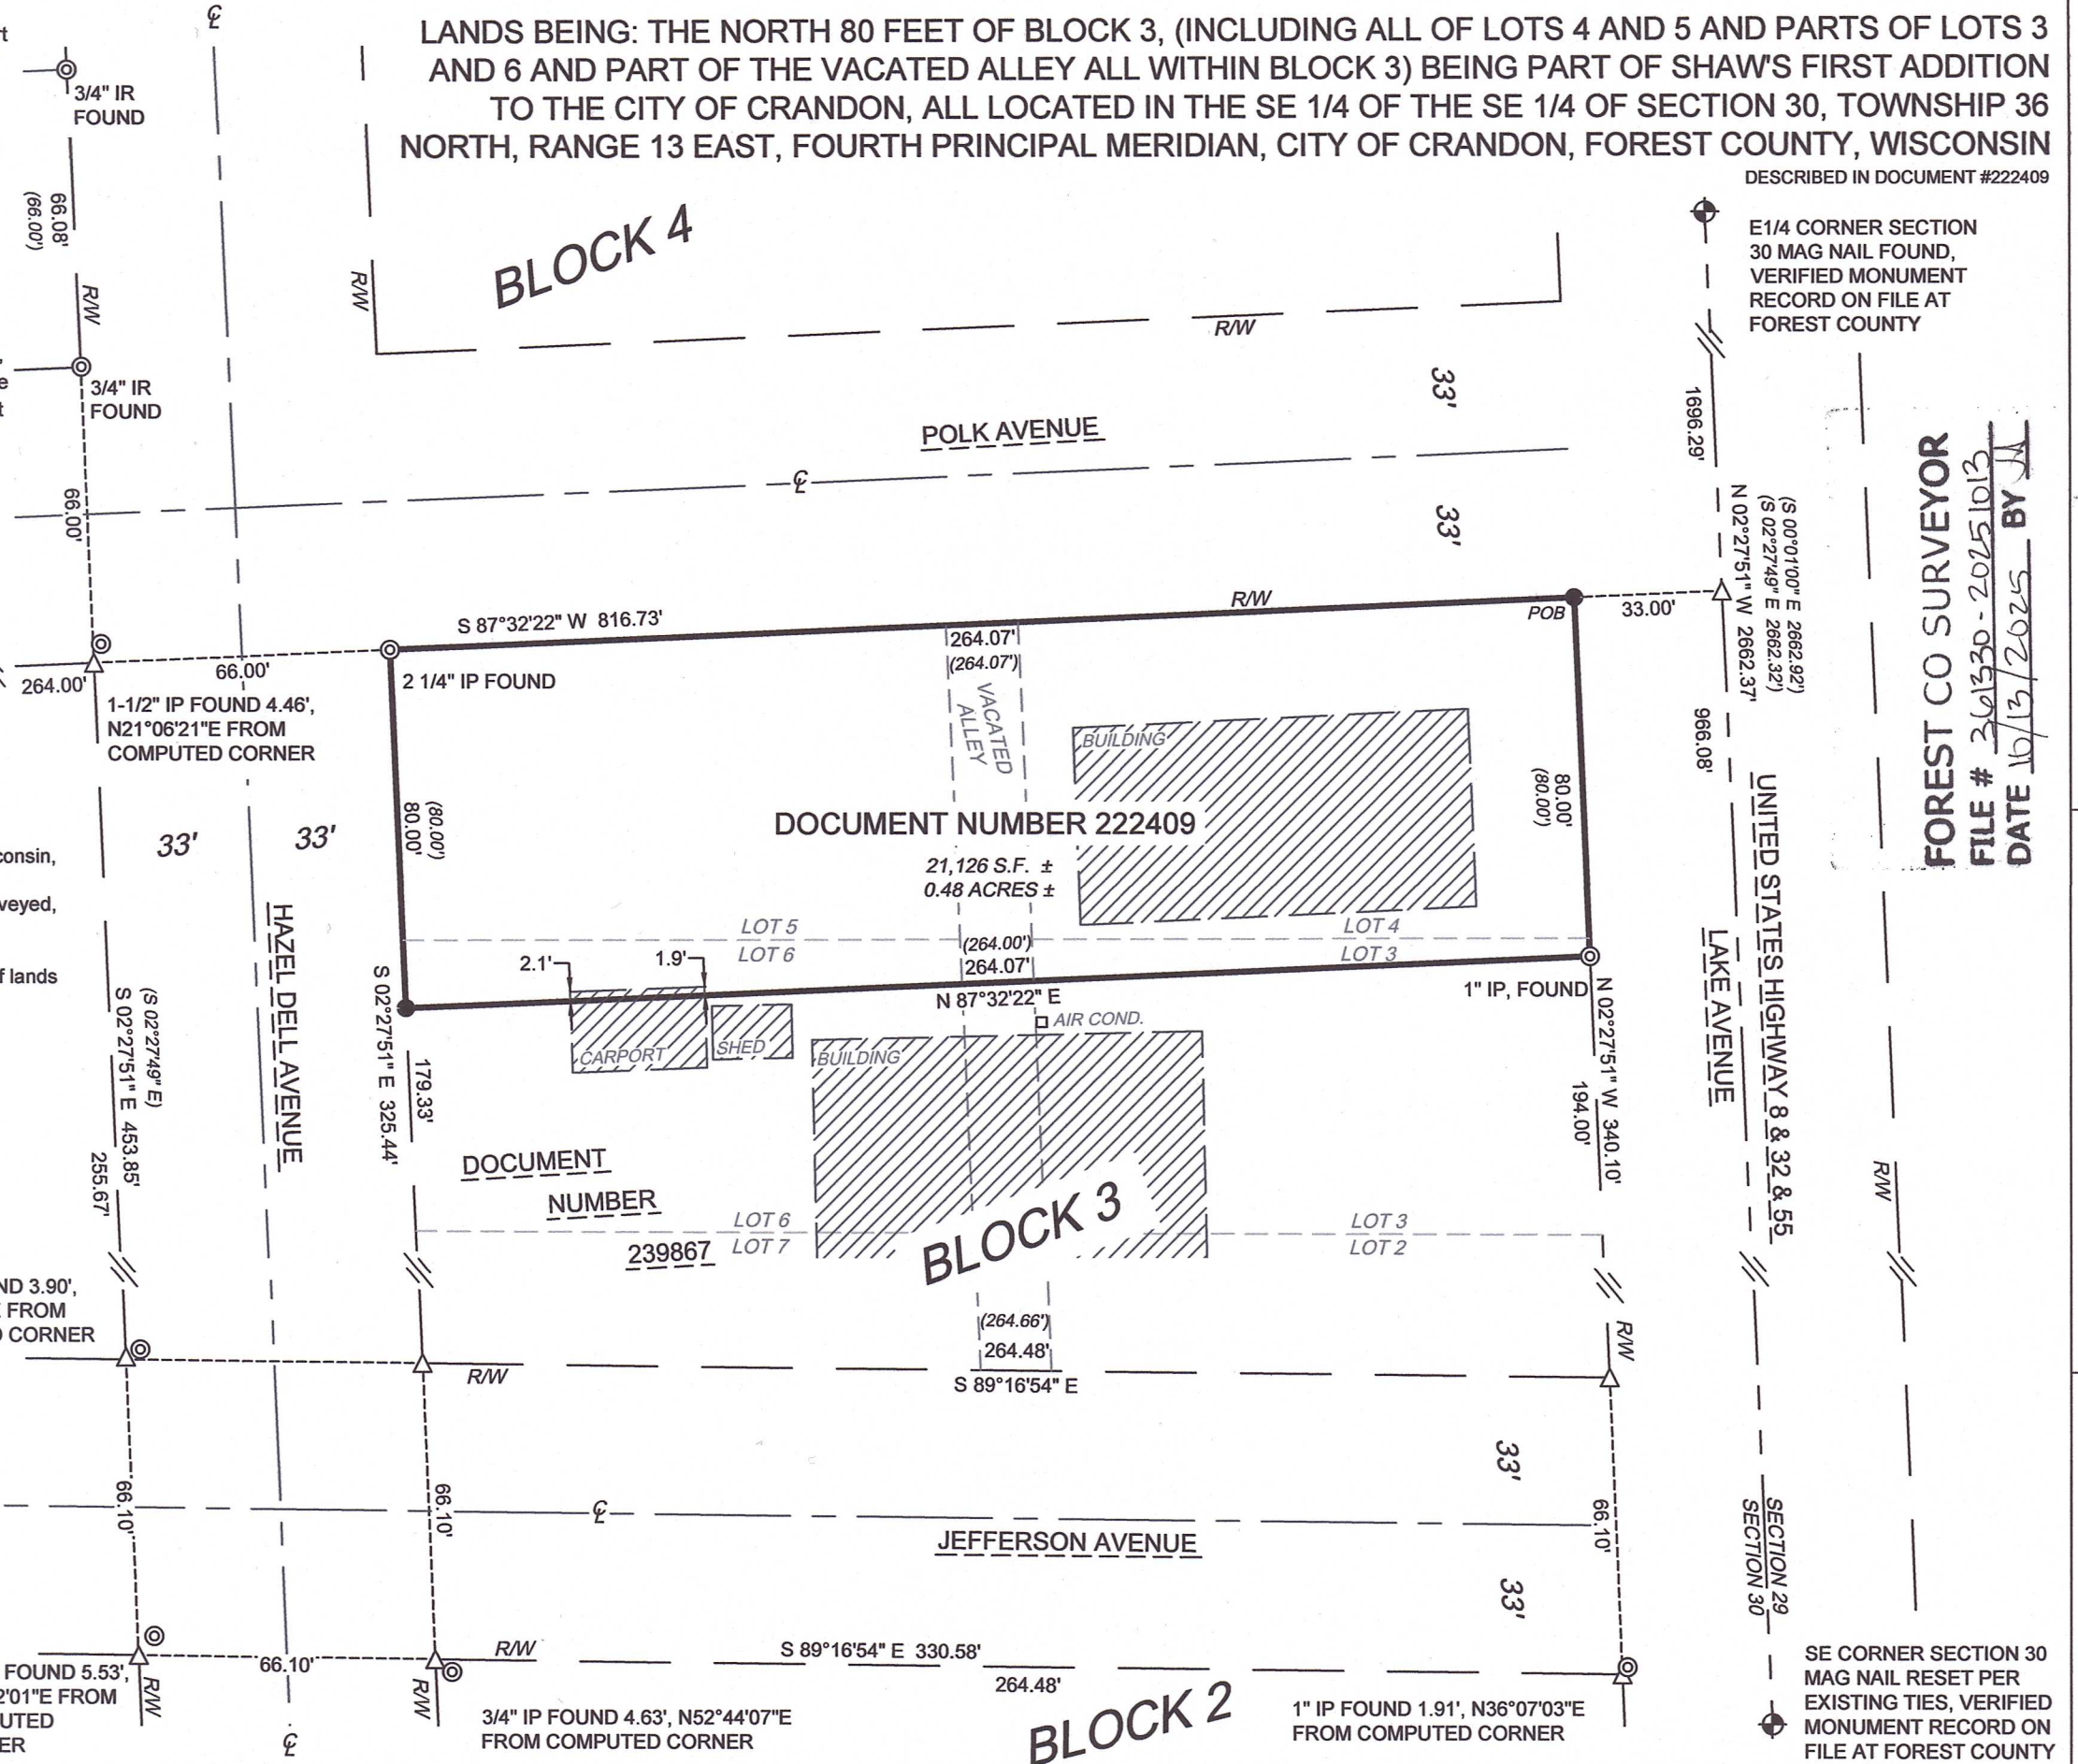 LANDS BEING: THE NORTH 80 FEET OF BLOCK 3, (INCLUDING ALL OF LOTS 4 AND 5 AND PARTS OF LOTS 3
AND 6 AND PART OF THE VACATED ALLEY ALL WITHIN BLOCK 3) BEING PART OF SHAW'S FIRST ADDITION
TO THE CITY OF CRANDON, ALL LOCATED IN THE SE 1/4 OF THE SE 1/4 OF SECTION 30, TOWNSHIP 36
NORTH, RANGE 13 EAST, FOURTH PRINCIPAL MERIDIAN, CITY OF CRANDON, FOREST COUNTY, WISCONSIN
DESCRIBED IN DOCUMENT #222409
3/4" IR
FOUND
66.08'
(66.00')
R/W
3/4" IR
FOUND
66.00'
R/W
BLOCK 4
R/W
E1/4 CORNER SECTION
30 MAG NAIL FOUND,
VERIFIED MONUMENT
RECORD ON FILE AT
FOREST COUNTY
33'
POLK AVENUE
33'
1696.29'
N 02°27'51" W 2662.37'
(S 02°27'49" E 2662.32')
(S 00°01'00" E 2662.92')
966.08'
FOREST CO SURVEYOR
FILE # 361330-20251013
DATE 10/13/2025 BY
S 87°32'22" W 816.73'
R/W
POB
33.00'
264.07'
(264.07')
VACATED
ALLEY
264.00'
66.00'
2 1/4" IP FOUND
1-1/2" IP FOUND 4.46',
N21°06'21"E FROM
COMPUTED CORNER
BUILDING
80.00'
(80.00')
80.00'
(80.00')
DOCUMENT NUMBER 222409
21,126 S.F. ±
0.48 ACRES ±
33'
33'
consin,
veyed,
f lands
HAZEL DELL AVENUE
LOT 5
LOT 6
LOT 4
LOT 3
(264.00')
264.07'
2.1'
1.9'
N 87°32'22" E
1" IP, FOUND
AIR COND.
CARPORT
SHED
BUILDING
S 02°27'51" E 325.44'
179.33'
(S 02°27'49" E)
S 02°27'51" E 453.85'
255.67'
N 02°27'51" W 340.10'
194.00'
LAKE AVENUE
UNITED STATES HIGHWAY 8 & 32 & 55
R/W
DOCUMENT
NUMBER
239867
LOT 6
LOT 7
LOT 3
LOT 2
BLOCK 3
ND 3.90',
FROM
CORNER
(264.66')
264.48'
S 89°16'54" E
R/W
R/W
66.10'
66.10'
66.10'
33'
33'
JEFFERSON AVENUE
SECTION 29
SECTION 30
66.10'
R/W
S 89°16'54" E 330.58'
264.48'
FOUND 5.53',
2'01"E FROM
UTED
ER
R/W
R/W
3/4" IP FOUND 4.63', N52°44'07"E
FROM COMPUTED CORNER
BLOCK 2
1" IP FOUND 1.91', N36°07'03"E
FROM COMPUTED CORNER
SE CORNER SECTION 30
MAG NAIL RESET PER
EXISTING TIES, VERIFIED
MONUMENT RECORD ON
FILE AT FOREST COUNTY